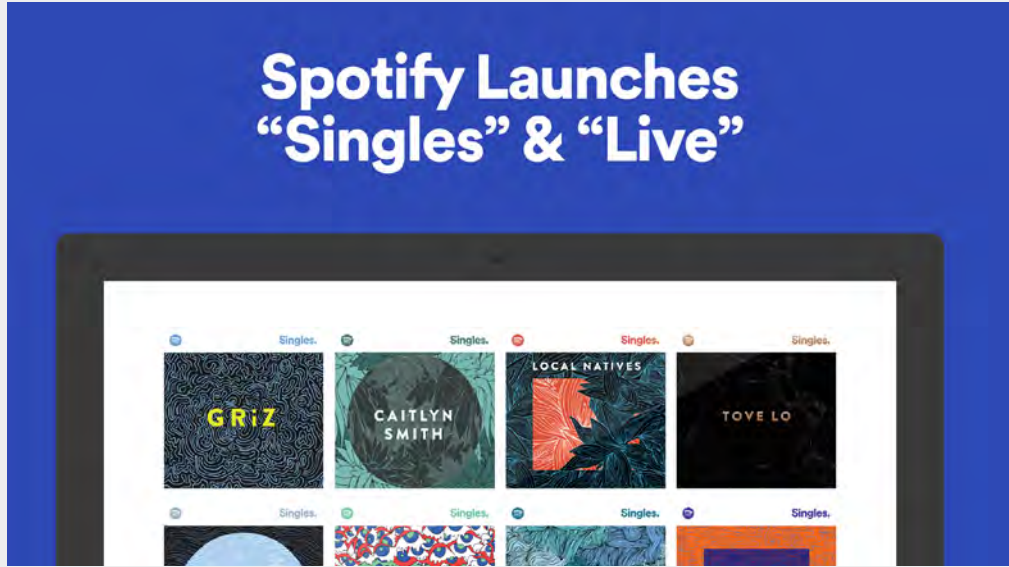 Spotify Launches
“Singles” & “Live”
Singles.
Singles.
Singles.
Singles.
GRiZ
CAITLYN
SMITH
LOCAL NATIVES
TOVE LO
Singles.
Singles.
Singles.
Singles.